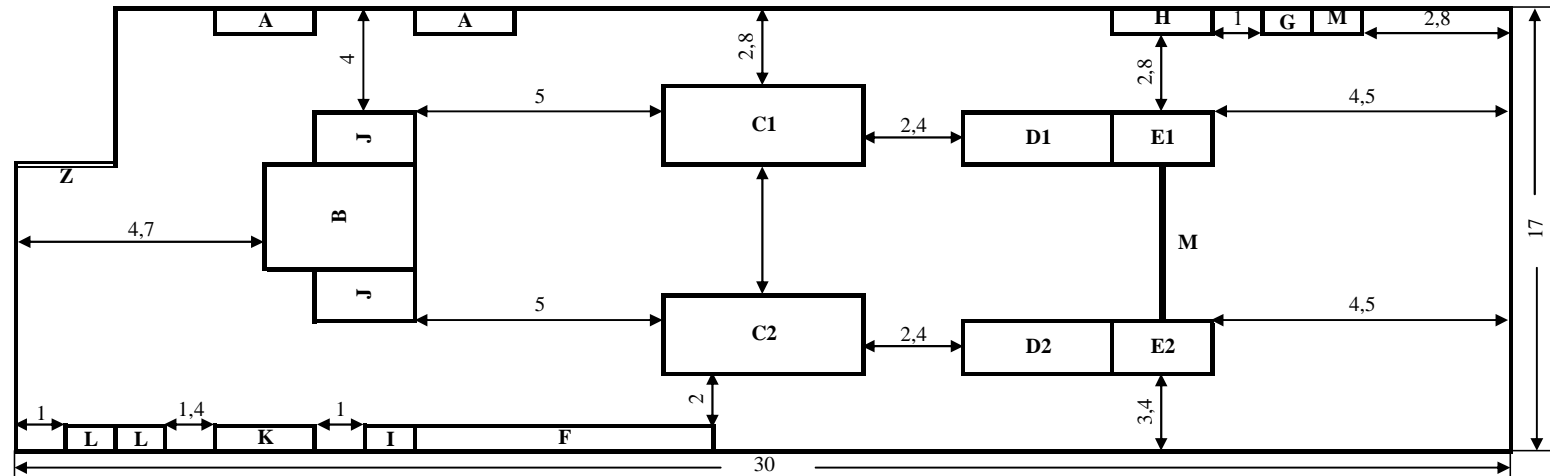 A A H 1 G M 2,8
4 2,8 2,8
5 4,5
J C1 2,4 D1 E1
Z
B
4,7 M 17
J 5 4,5
C2 2,4 D2 E2
2 3,4
1 1,4 1
L L K I F
30